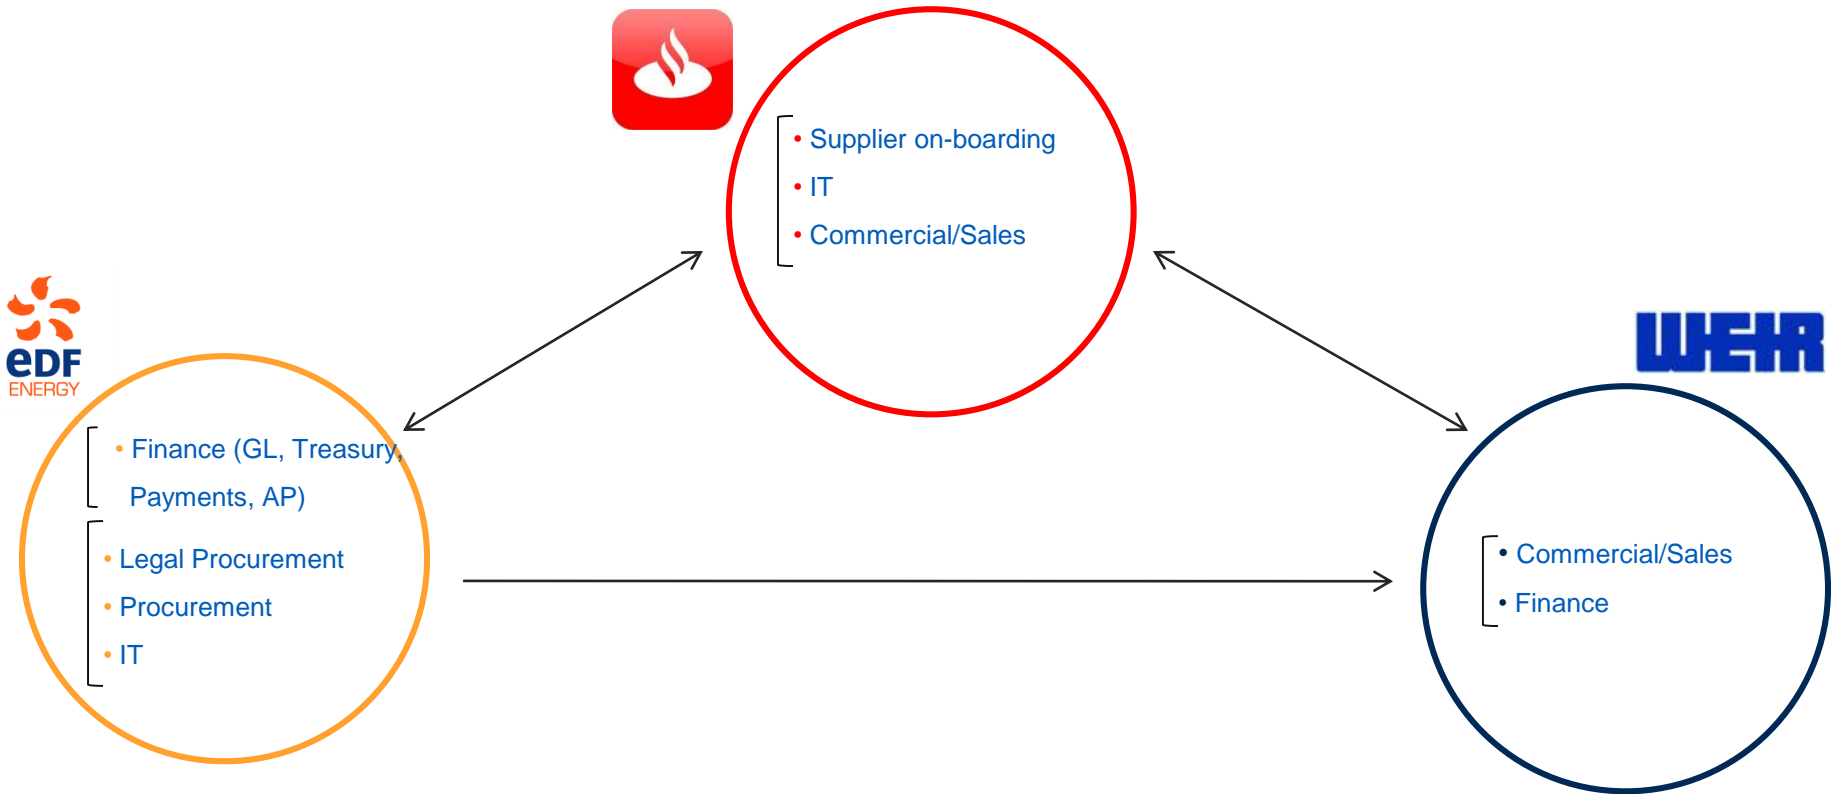 • Supplier on-boarding
• IT
• Commercial/Sales
eDF
ENERGY
• Finance (GL, Treasury,
Payments, AP)
• Legal Procurement
• Procurement
• IT
WEIR
• Commercial/Sales
• Finance